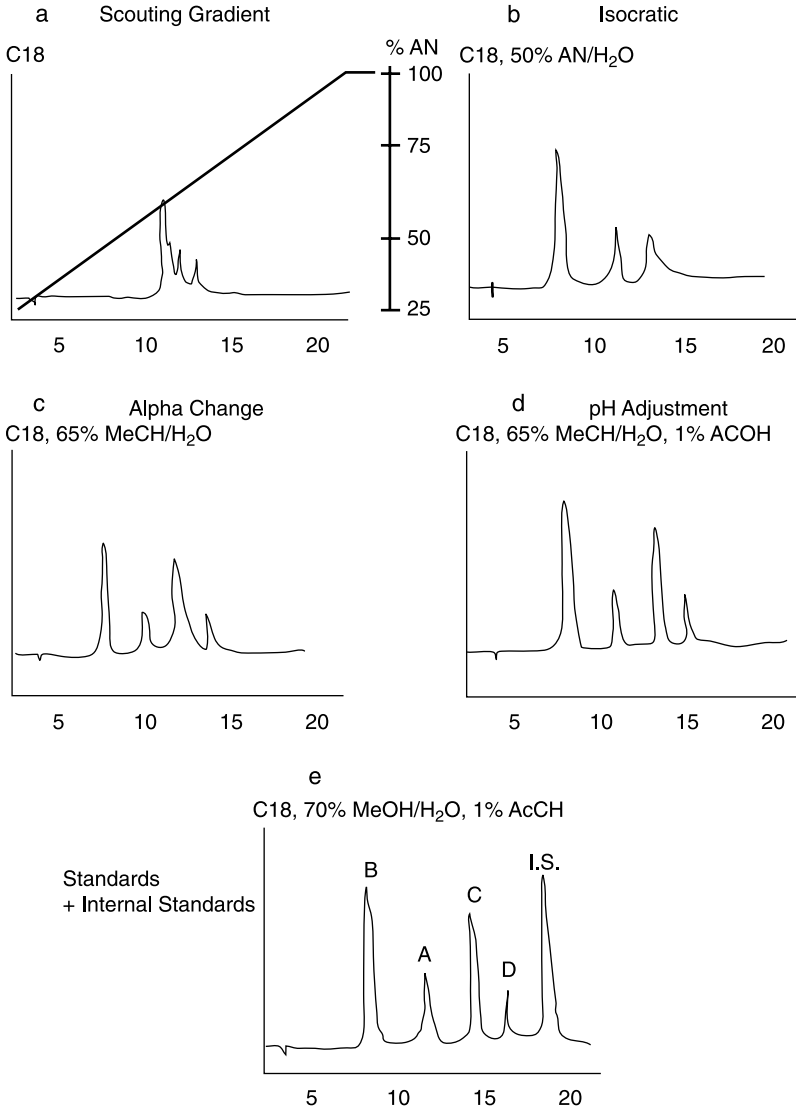 a
Scouting Gradient
C18
% AN
100
75
50
25
5 10 15 20
b
Isocratic
C18, 50% AN/H₂O
5 10 15 20
c
Alpha Change
C18, 65% MeCH/H₂O
5 10 15 20
d
pH Adjustment
C18, 65% MeCH/H₂O, 1% ACOH
5 10 15 20
e
C18, 70% MeOH/H₂O, 1% AcCH
Standards
+ Internal Standards
B
A
C
D
I.S.
5 10 15 20